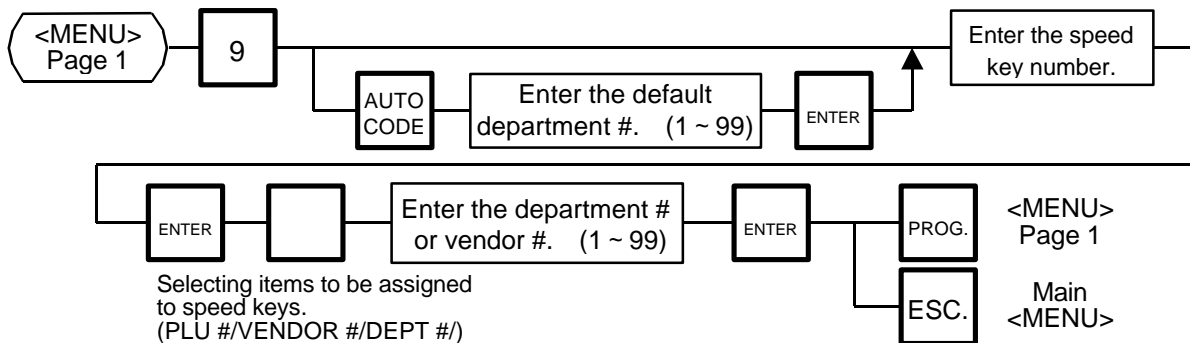 <MENU>
Page 1
9
AUTO
CODE
Enter the default
department #. (1 ~ 99)
ENTER
Enter the speed
key number.
ENTER
Enter the department #
or vendor #. (1 ~ 99)
ENTER
PROG.
<MENU>
Page 1
ESC.
Main
<MENU>
Selecting items to be assigned
to speed keys.
(PLU #/VENDOR #/DEPT #/)